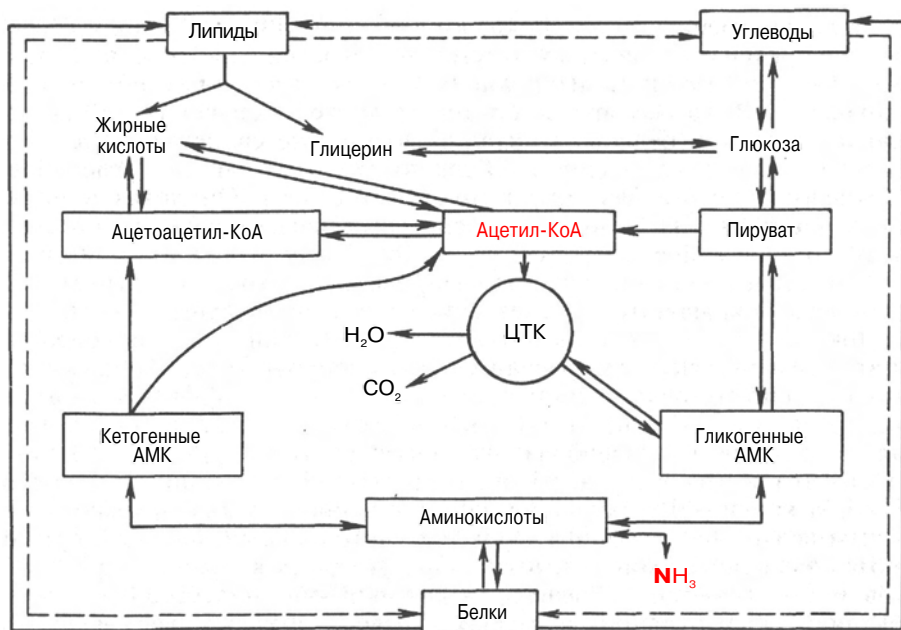 Липиды
Углеводы
Жирные
кислоты
Глицерин
Глюкоза
Ацетоацетил-КоА
Ацетил-КоА
Пируват
ЦТК
H₂O
CO₂
Кетогенные
АМК
Гликогенные
АМК
Аминокислоты
NH₃
Белки